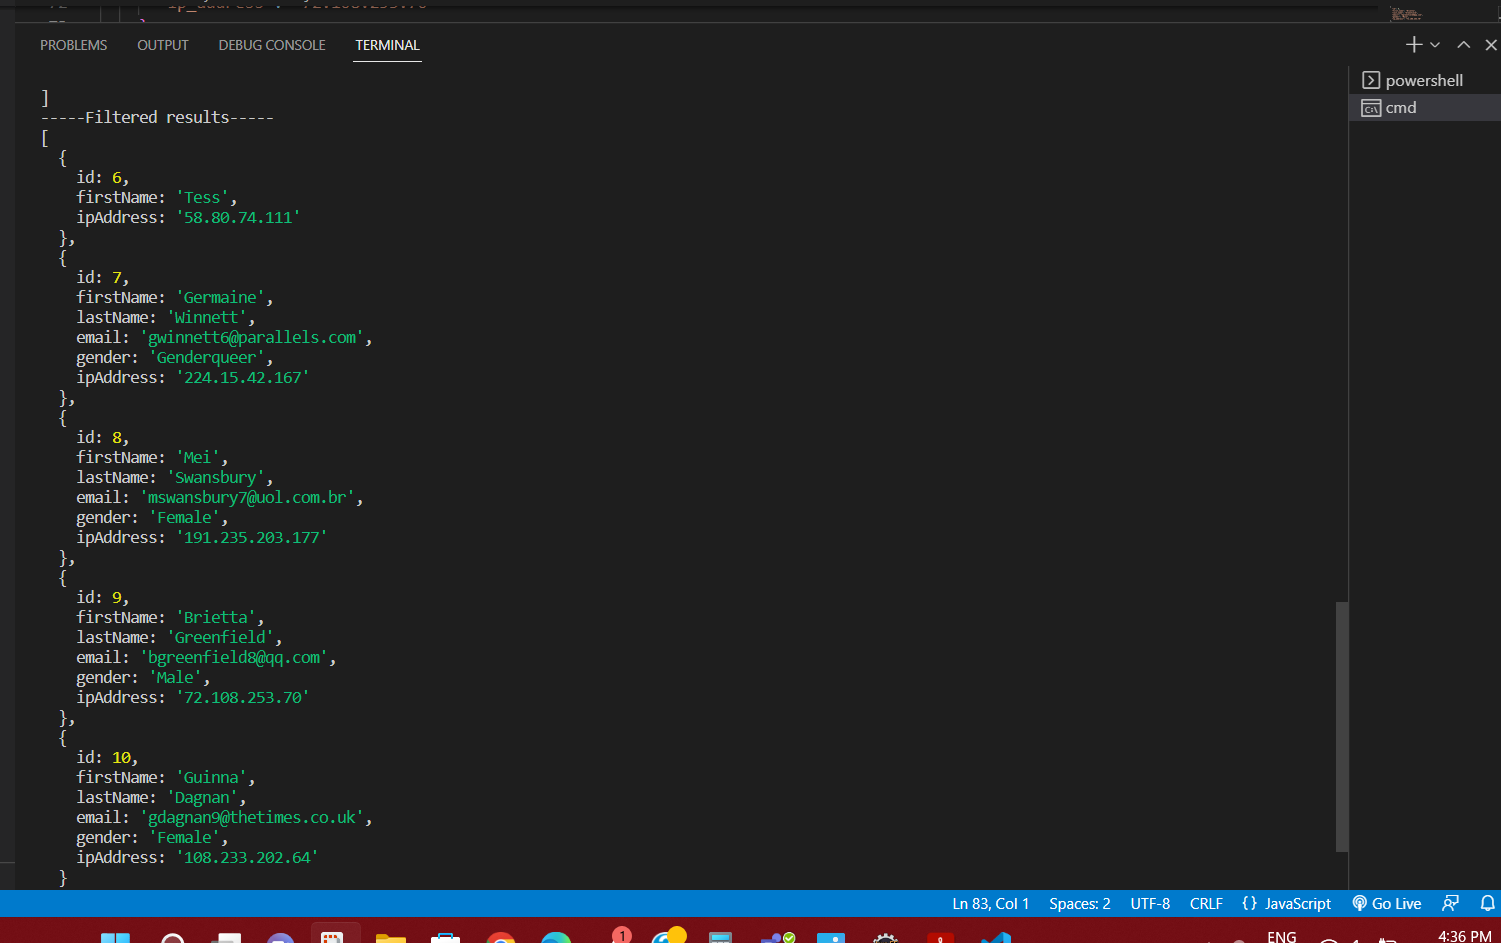 PROBLEMS OUTPUT DEBUG CONSOLE TERMINAL
powershell
cmd
]
-----Filtered results-----
[
{
id: 6,
firstName: 'Tess',
ipAddress: '58.80.74.111'
},
{
id: 7,
firstName: 'Germaine',
lastName: 'Winnett',
email: 'gwinnett6@parallels.com',
gender: 'Genderqueer',
ipAddress: '224.15.42.167'
},
{
id: 8,
firstName: 'Mei',
lastName: 'Swansbury',
email: 'mswansbury7@uol.com.br',
gender: 'Female',
ipAddress: '191.235.203.177'
},
{
id: 9,
firstName: 'Brietta',
lastName: 'Greenfield',
email: 'bgreenfield8@qq.com',
gender: 'Male',
ipAddress: '72.108.253.70'
},
{
id: 10,
firstName: 'Guinna',
lastName: 'Dagnan',
email: 'gdagnan9@thetimes.co.uk',
gender: 'Female',
ipAddress: '108.233.202.64'
}
Ln 83, Col 1 Spaces: 2 UTF-8 CRLF {} JavaScript Go Live
1 ENG 4:36 PM